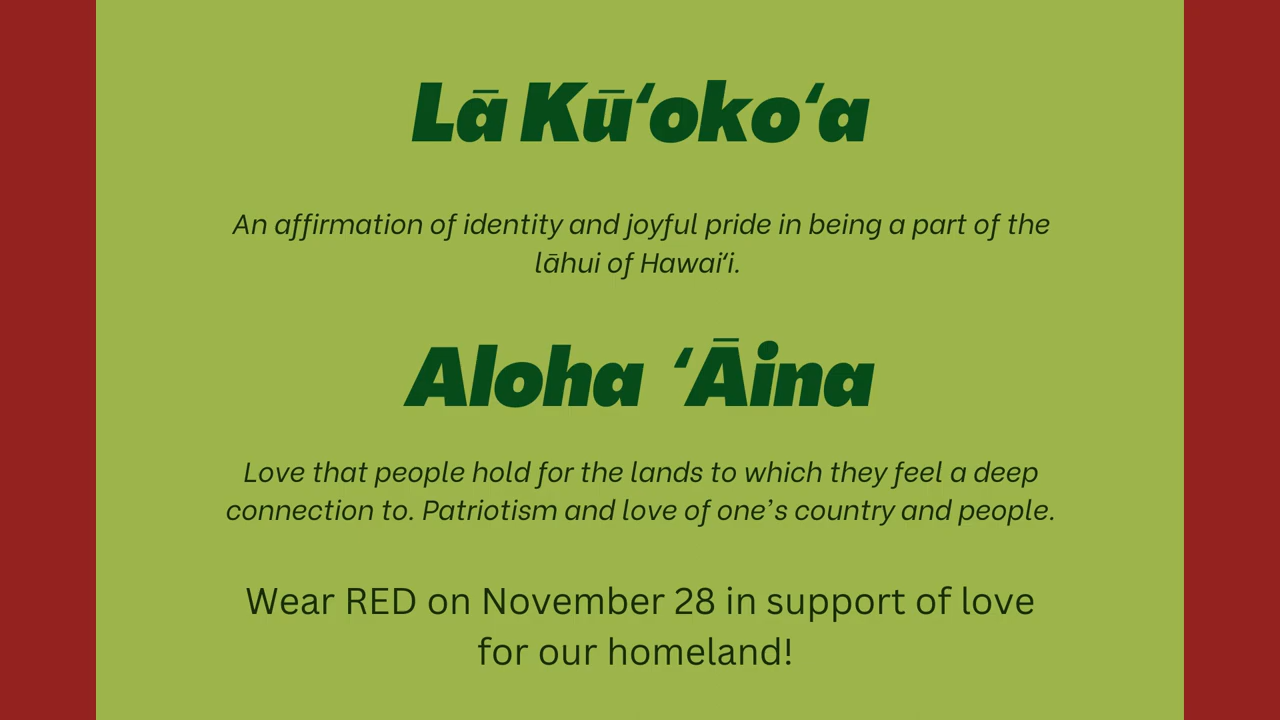 Lā Kūʻokoʻa
An affirmation of identity and joyful pride in being a part of the
lāhui of Hawaiʻi.
Aloha ʻĀina
Love that people hold for the lands to which they feel a deep
connection to. Patriotism and love of one’s country and people.
Wear RED on November 28 in support of love
for our homeland!